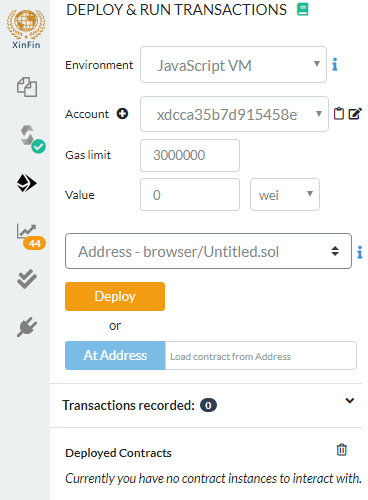 XinFin
DEPLOY & RUN TRANSACTIONS
Environment
JavaScript VM
Account
xdcca35b7d915458e
Gas limit
3000000
Value
0
wei
Address - browser/Untitled.sol
Deploy
or
At Address
Load contract from Address
Transactions recorded: 0
Deployed Contracts
Currently you have no contract instances to interact with.
44